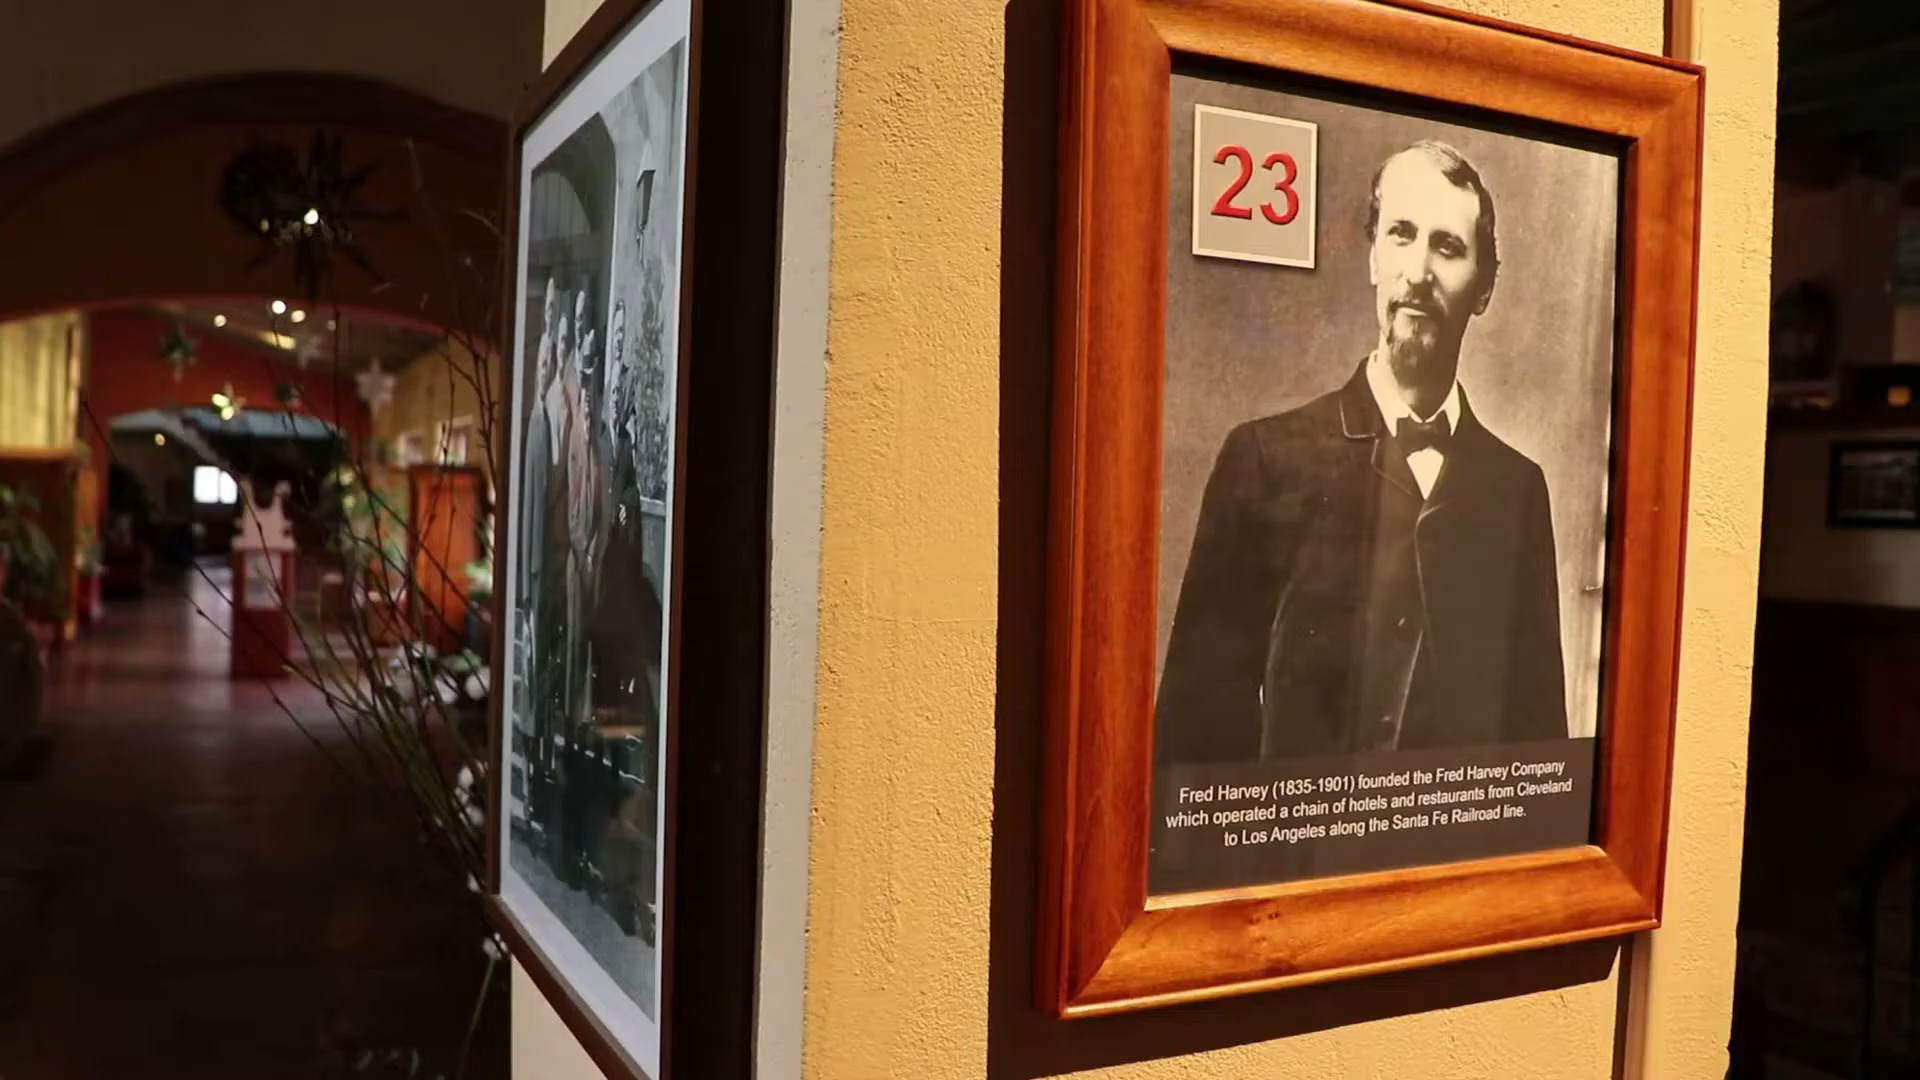 23
Fred Harvey (1835-1901) founded the Fred Harvey Company
which operated a chain of hotels and restaurants from Cleveland
to Los Angeles along the Santa Fe Railroad line.